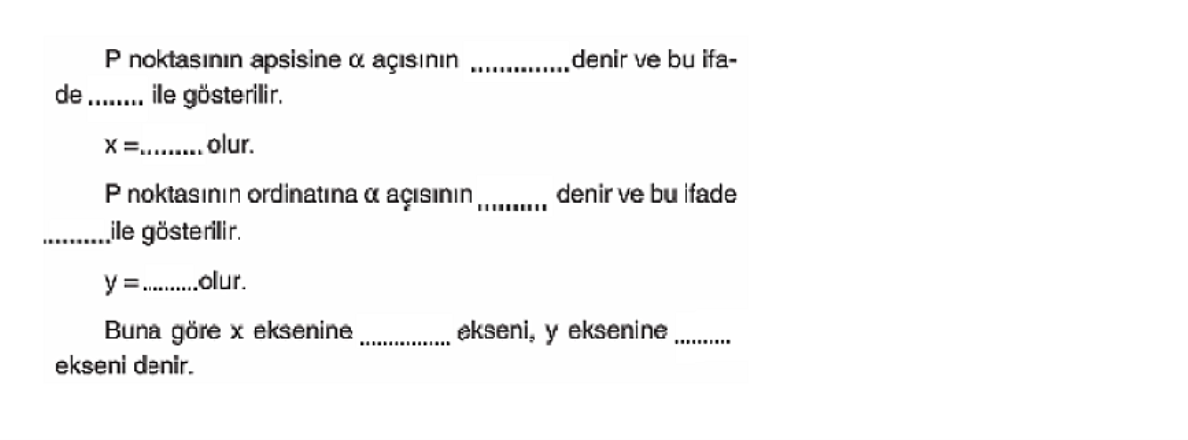 P noktasının apsisine α açısının ..............denir ve bu ifa-
de ........ ile gösterilir.
x =......... olur.
P noktasının ordinatına α açısının .......... denir ve bu ifade
..........ile gösterilir.
y =..........olur.
Buna göre x eksenine ................ ekseni, y eksenine ..........
ekseni denir.